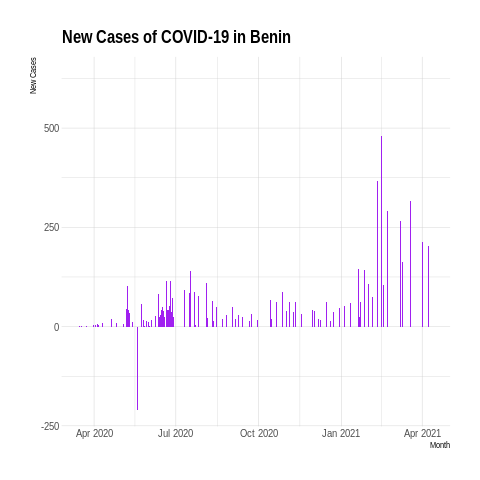 New Cases of COVID-19 in Benin
New Cases
500
250
0
-250
Apr 2020 Jul 2020 Oct 2020 Jan 2021 Apr 2021
Month